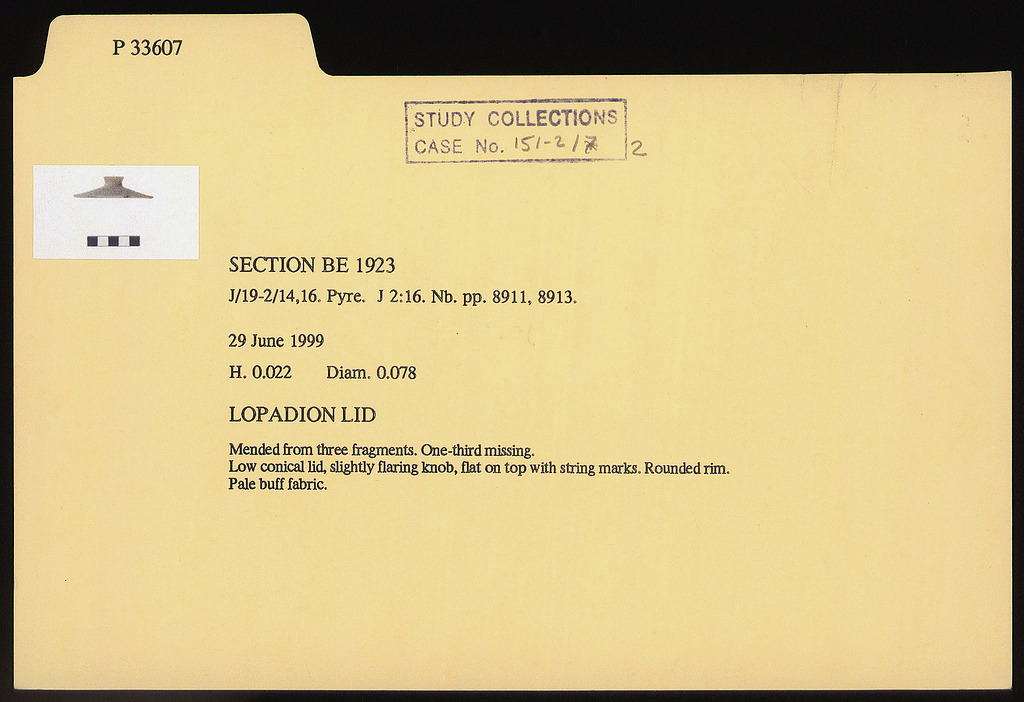 P 33607
STUDY COLLECTIONS
CASE No. 151-2/7 2
SECTION BE 1923
J/19-2/14,16. Pyre. J 2:16. Nb. pp. 8911, 8913.
29 June 1999
H. 0.022 Diam. 0.078
LOPADION LID
Mended from three fragments. One-third missing.
Low conical lid, slightly flaring knob, flat on top with string marks. Rounded rim.
Pale buff fabric.